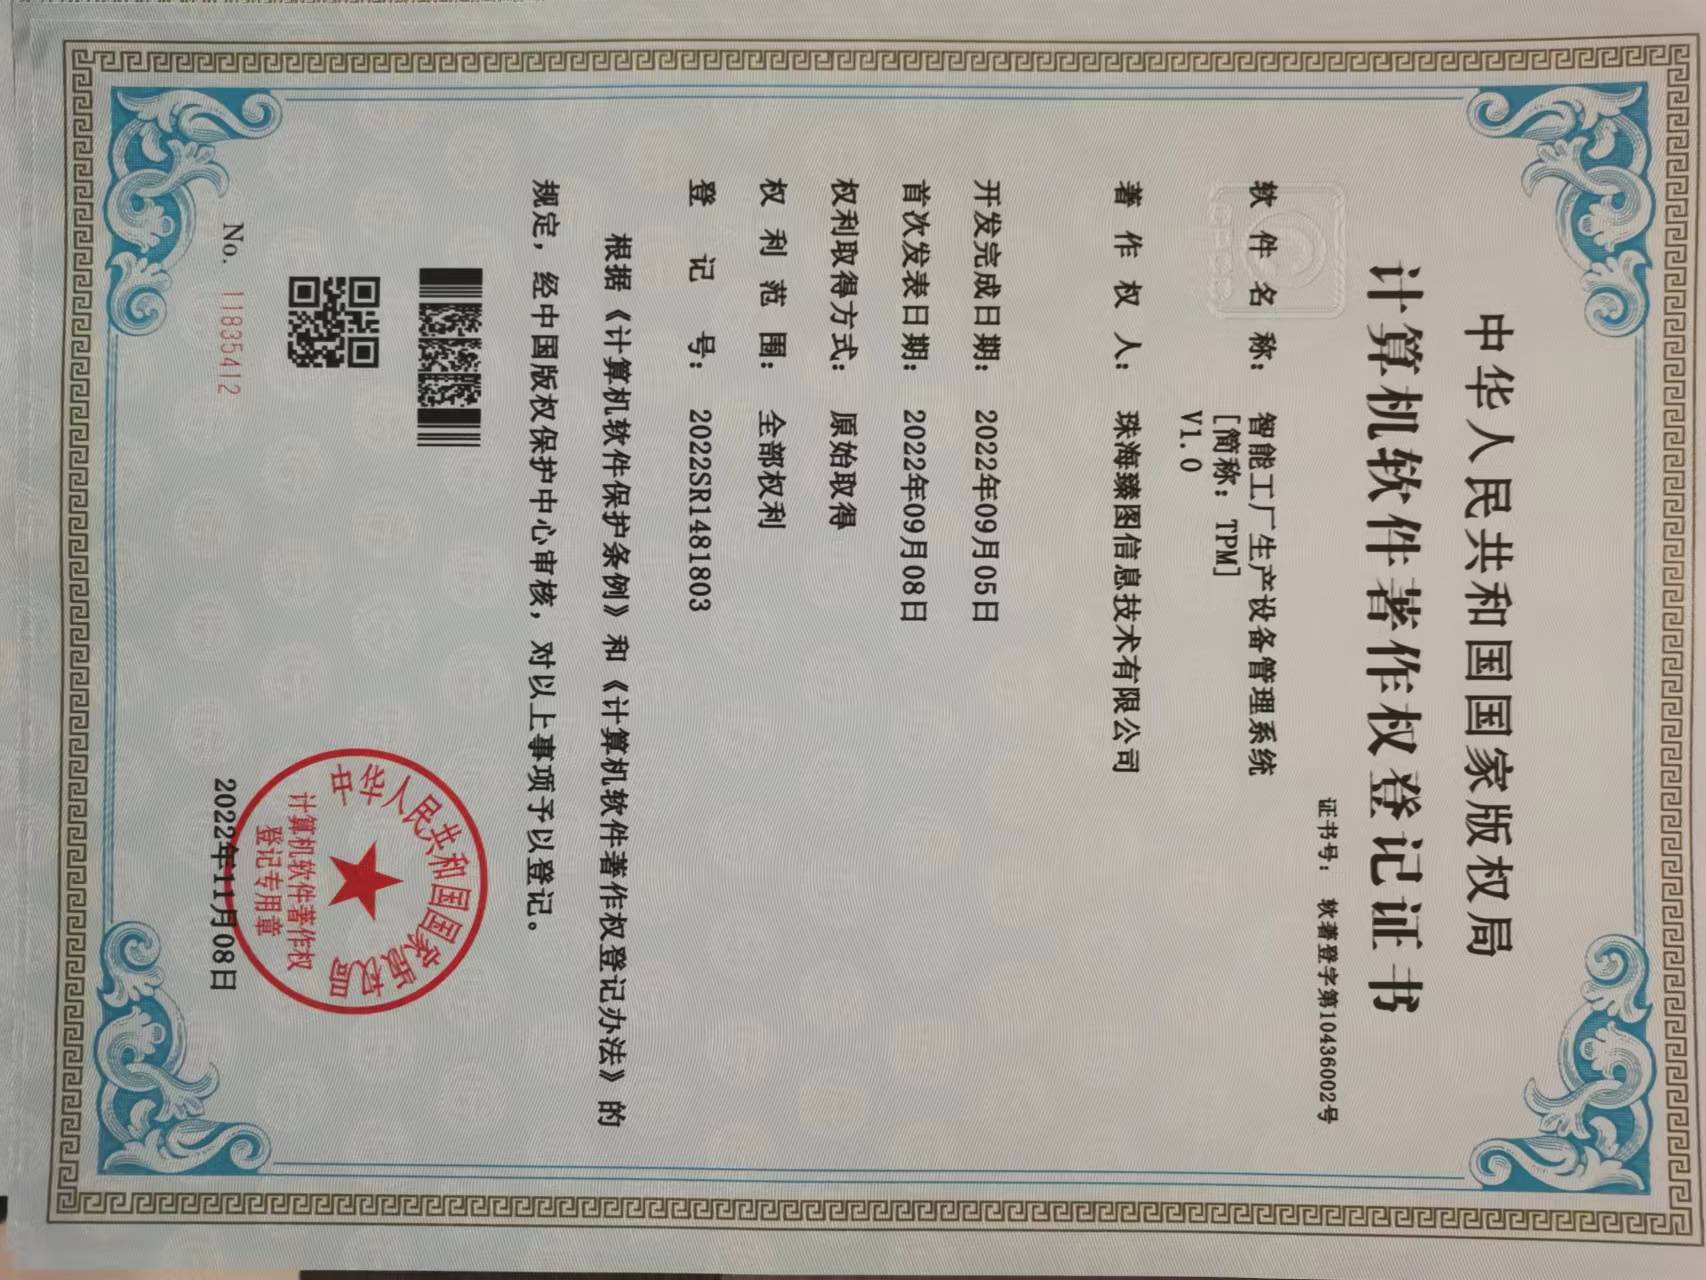 中华人民共和国国家版权局
计算机软件著作权登记证书
证书号： 软著登字第10436002号
软件名称： 智能工厂生产设备管理系统
[简称：TPM]
V1.0
著作权人： 珠海臻图信息技术有限公司
开发完成日期： 2022年09月05日
首次发表日期： 2022年09月08日
权利取得方式： 原始取得
权利范围： 全部权利
登记号： 2022SR1481803
根据《计算机软件保护条例》和《计算机软件著作权登记办法》的
规定，经中国版权保护中心审核，对以上事项予以登记。
No. 11835412
中华人民共和国国家版权局
计算机软件著作权
登记专用章
2022年11月08日